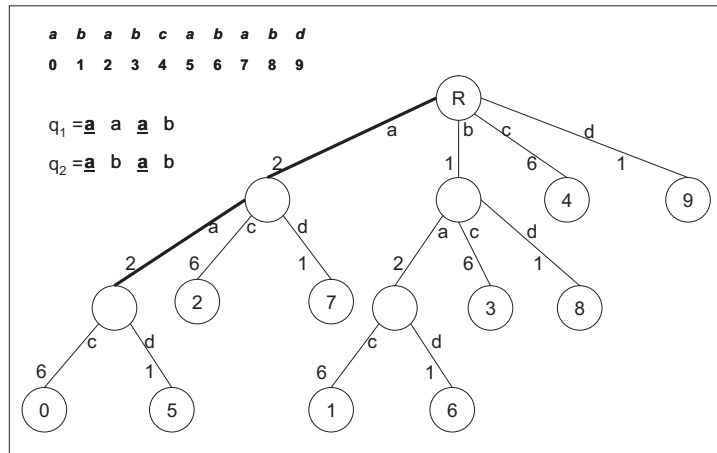 a b a b c a b a b d
0 1 2 3 4 5 6 7 8 9
R
q1 = a a a b
a b c d
q2 = a b a b
2 1 6 1
4 9
a c d a c d
2 6 1 2 6 1
2 7 3 8
c d c d
6 1 6 1
0 5 1 6